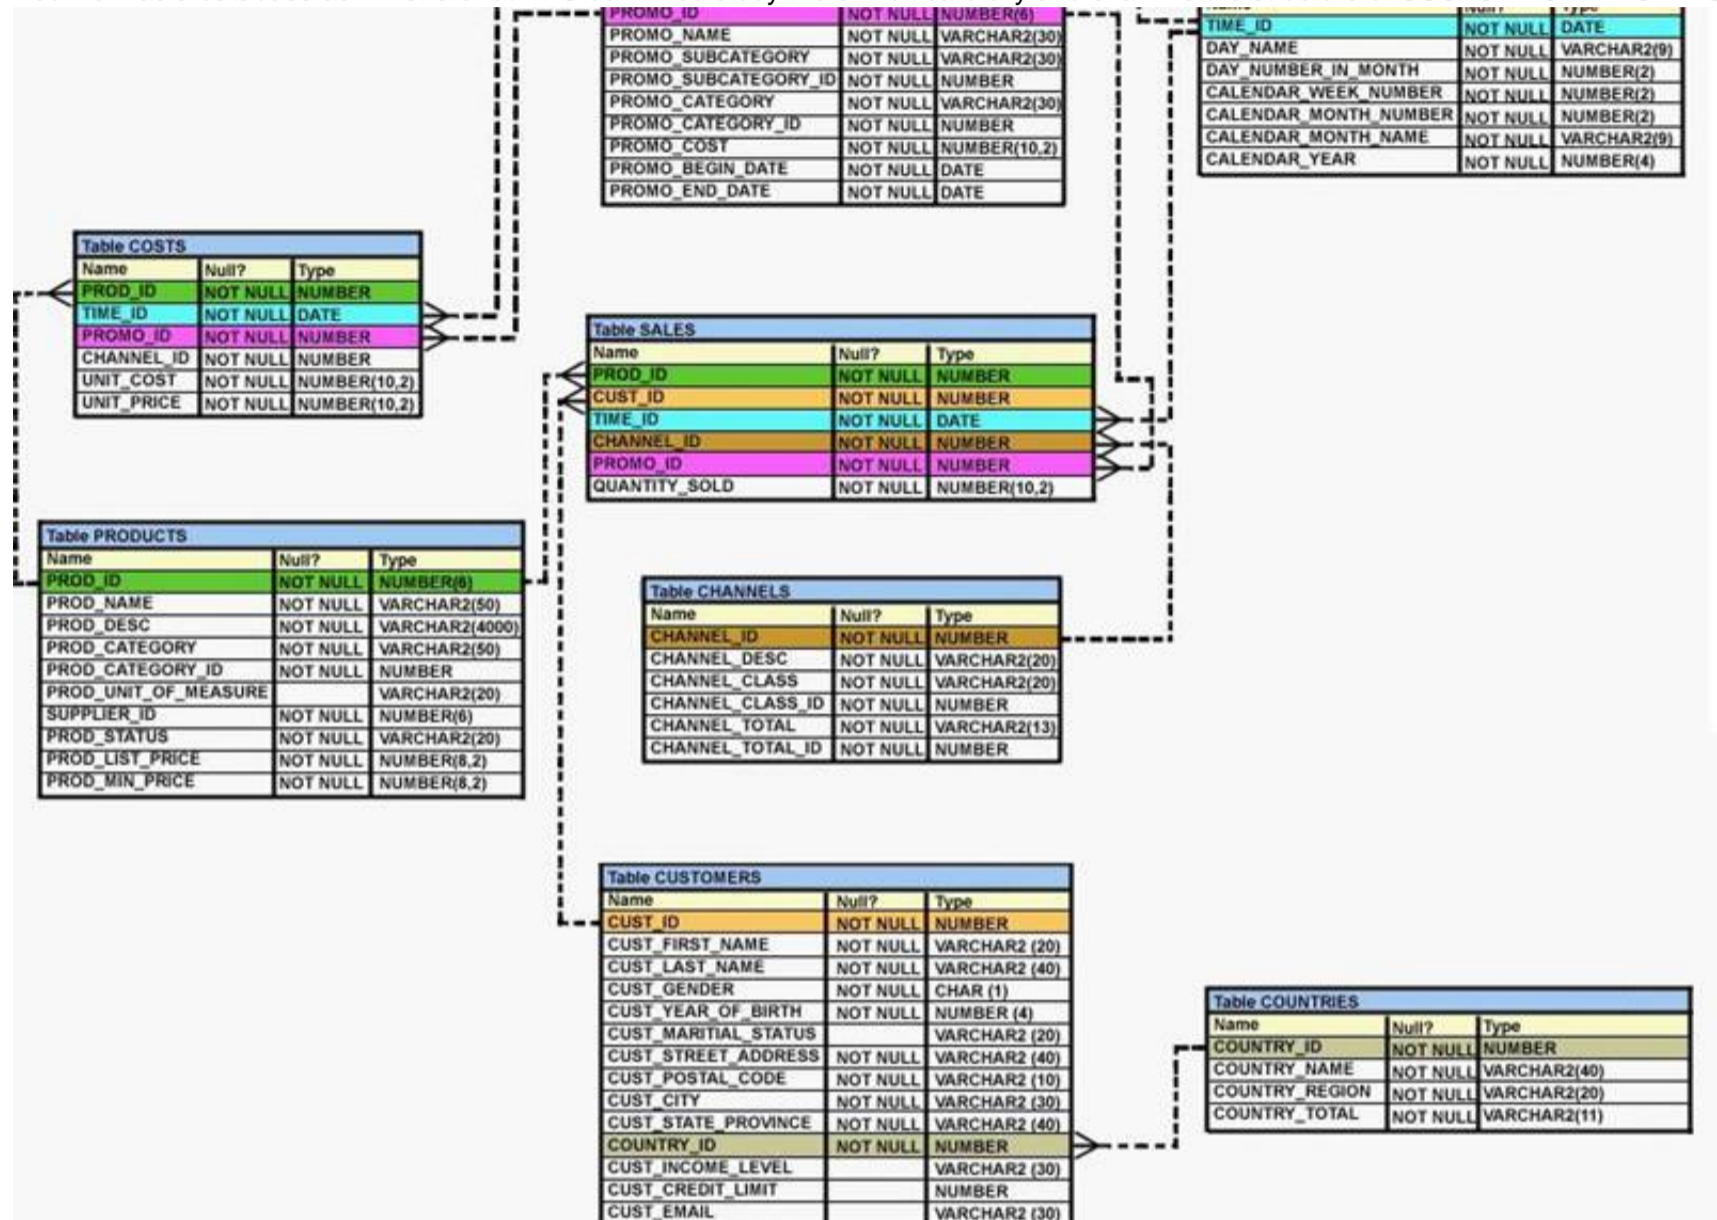 PROMO_ID NOT NULL NUMBER(6)
PROMO_NAME NOT NULL VARCHAR2(30)
PROMO_SUBCATEGORY NOT NULL VARCHAR2(30)
PROMO_SUBCATEGORY_ID NOT NULL NUMBER
PROMO_CATEGORY NOT NULL VARCHAR2(30)
PROMO_CATEGORY_ID NOT NULL NUMBER
PROMO_COST NOT NULL NUMBER(10,2)
PROMO_BEGIN_DATE NOT NULL DATE
PROMO_END_DATE NOT NULL DATE
Name Null? Type
TIME_ID NOT NULL DATE
DAY_NAME NOT NULL VARCHAR2(9)
DAY_NUMBER_IN_MONTH NOT NULL NUMBER(2)
CALENDAR_WEEK_NUMBER NOT NULL NUMBER(2)
CALENDAR_MONTH_NUMBER NOT NULL NUMBER(2)
CALENDAR_MONTH_NAME NOT NULL VARCHAR2(9)
CALENDAR_YEAR NOT NULL NUMBER(4)
Table COSTS
Name Null? Type
PROD_ID NOT NULL NUMBER
TIME_ID NOT NULL DATE
PROMO_ID NOT NULL NUMBER
CHANNEL_ID NOT NULL NUMBER
UNIT_COST NOT NULL NUMBER(10,2)
UNIT_PRICE NOT NULL NUMBER(10,2)
Table SALES
Name Null? Type
PROD_ID NOT NULL NUMBER
CUST_ID NOT NULL NUMBER
TIME_ID NOT NULL DATE
CHANNEL_ID NOT NULL NUMBER
PROMO_ID NOT NULL NUMBER
QUANTITY_SOLD NOT NULL NUMBER(10,2)
Table PRODUCTS
Name Null? Type
PROD_ID NOT NULL NUMBER(6)
PROD_NAME NOT NULL VARCHAR2(50)
PROD_DESC NOT NULL VARCHAR2(4000)
PROD_CATEGORY NOT NULL VARCHAR2(50)
PROD_CATEGORY_ID NOT NULL NUMBER
PROD_UNIT_OF_MEASURE VARCHAR2(20)
SUPPLIER_ID NOT NULL NUMBER(6)
PROD_STATUS NOT NULL VARCHAR2(20)
PROD_LIST_PRICE NOT NULL NUMBER(8,2)
PROD_MIN_PRICE NOT NULL NUMBER(8,2)
Table CHANNELS
Name Null? Type
CHANNEL_ID NOT NULL NUMBER
CHANNEL_DESC NOT NULL VARCHAR2(20)
CHANNEL_CLASS NOT NULL VARCHAR2(20)
CHANNEL_CLASS_ID NOT NULL NUMBER
CHANNEL_TOTAL NOT NULL VARCHAR2(13)
CHANNEL_TOTAL_ID NOT NULL NUMBER
Table CUSTOMERS
Name Null? Type
CUST_ID NOT NULL NUMBER
CUST_FIRST_NAME NOT NULL VARCHAR2 (20)
CUST_LAST_NAME NOT NULL VARCHAR2 (40)
CUST_GENDER NOT NULL CHAR (1)
CUST_YEAR_OF_BIRTH NOT NULL NUMBER (4)
CUST_MARITIAL_STATUS VARCHAR2 (20)
CUST_STREET_ADDRESS NOT NULL VARCHAR2 (40)
CUST_POSTAL_CODE NOT NULL VARCHAR2 (10)
CUST_CITY NOT NULL VARCHAR2 (30)
CUST_STATE_PROVINCE NOT NULL VARCHAR2 (40)
COUNTRY_ID NOT NULL NUMBER
CUST_INCOME_LEVEL VARCHAR2 (30)
CUST_CREDIT_LIMIT NUMBER
CUST_EMAIL VARCHAR2 (30)
Table COUNTRIES
Name Null? Type
COUNTRY_ID NOT NULL NUMBER
COUNTRY_NAME NOT NULL VARCHAR2(40)
COUNTRY_REGION NOT NULL VARCHAR2(20)
COUNTRY_TOTAL NOT NULL VARCHAR2(11)